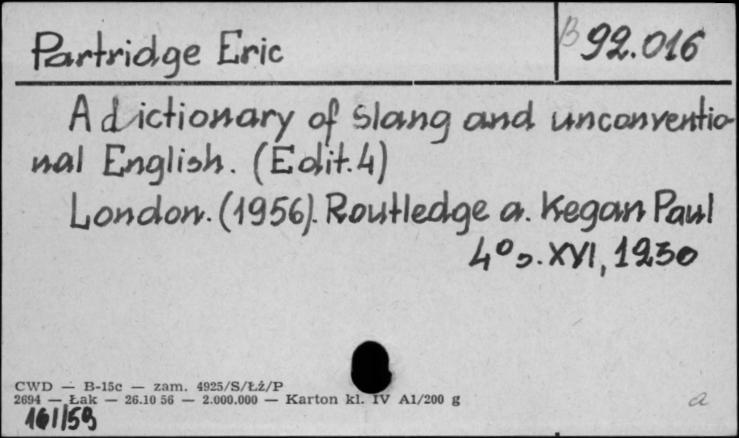 Partridge Eric
B 92.016
A dictionary of slang and unconventio-
nal English. (Edit. 4)
London. (1956). Routledge a. Kegan Paul
4° s. XVI, 1230
CWD — B-15c — zam. 4925/S/Łż/P
2694 — Łak — 26.10 56 — 2.000.000 — Karton kl. IV A1/200 g
161/59
a